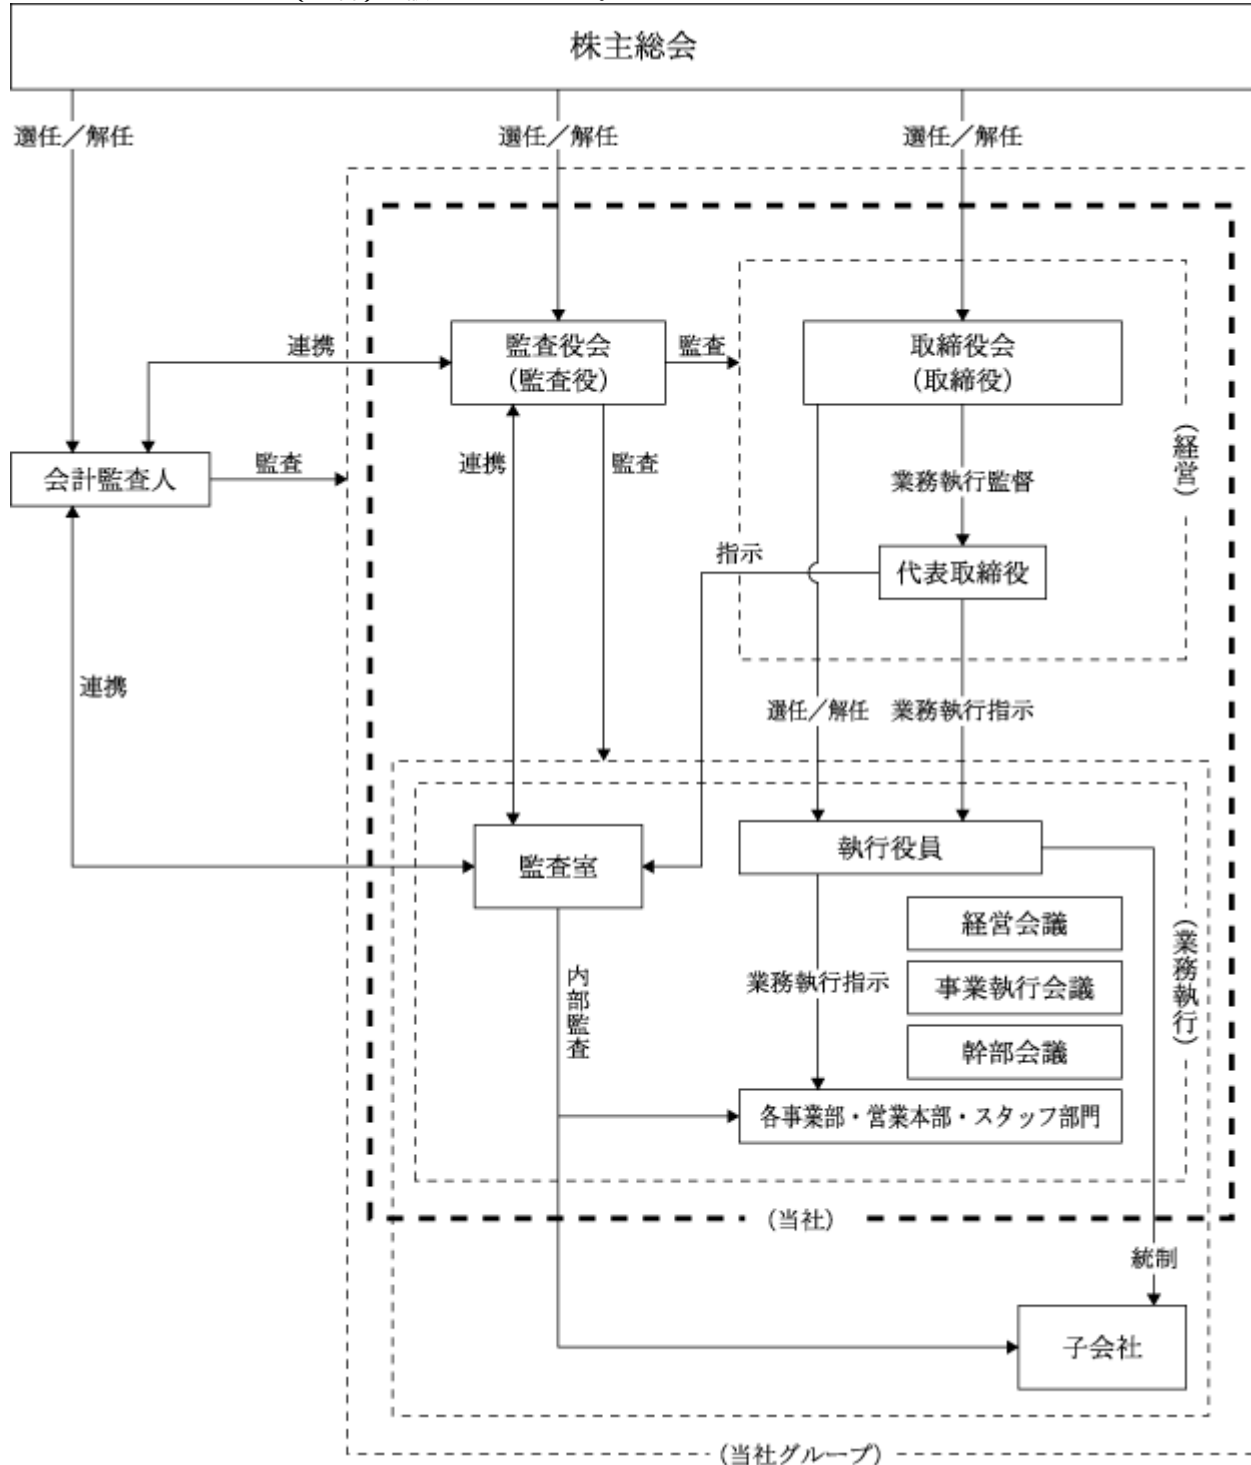 株主総会
選任／解任
選任／解任
選任／解任
連携
監査役会
（監査役）
監査
取締役会
（取締役）
会計監査人
監査
連携
監査
業務執行監督
（経営）
指示
代表取締役
連携
選任／解任
業務執行指示
監査室
執行役員
経営会議
事業執行会議
幹部会議
（業務執行）
内部監査
業務執行指示
各事業部・営業本部・スタッフ部門
（当社）
統制
子会社
（当社グループ）